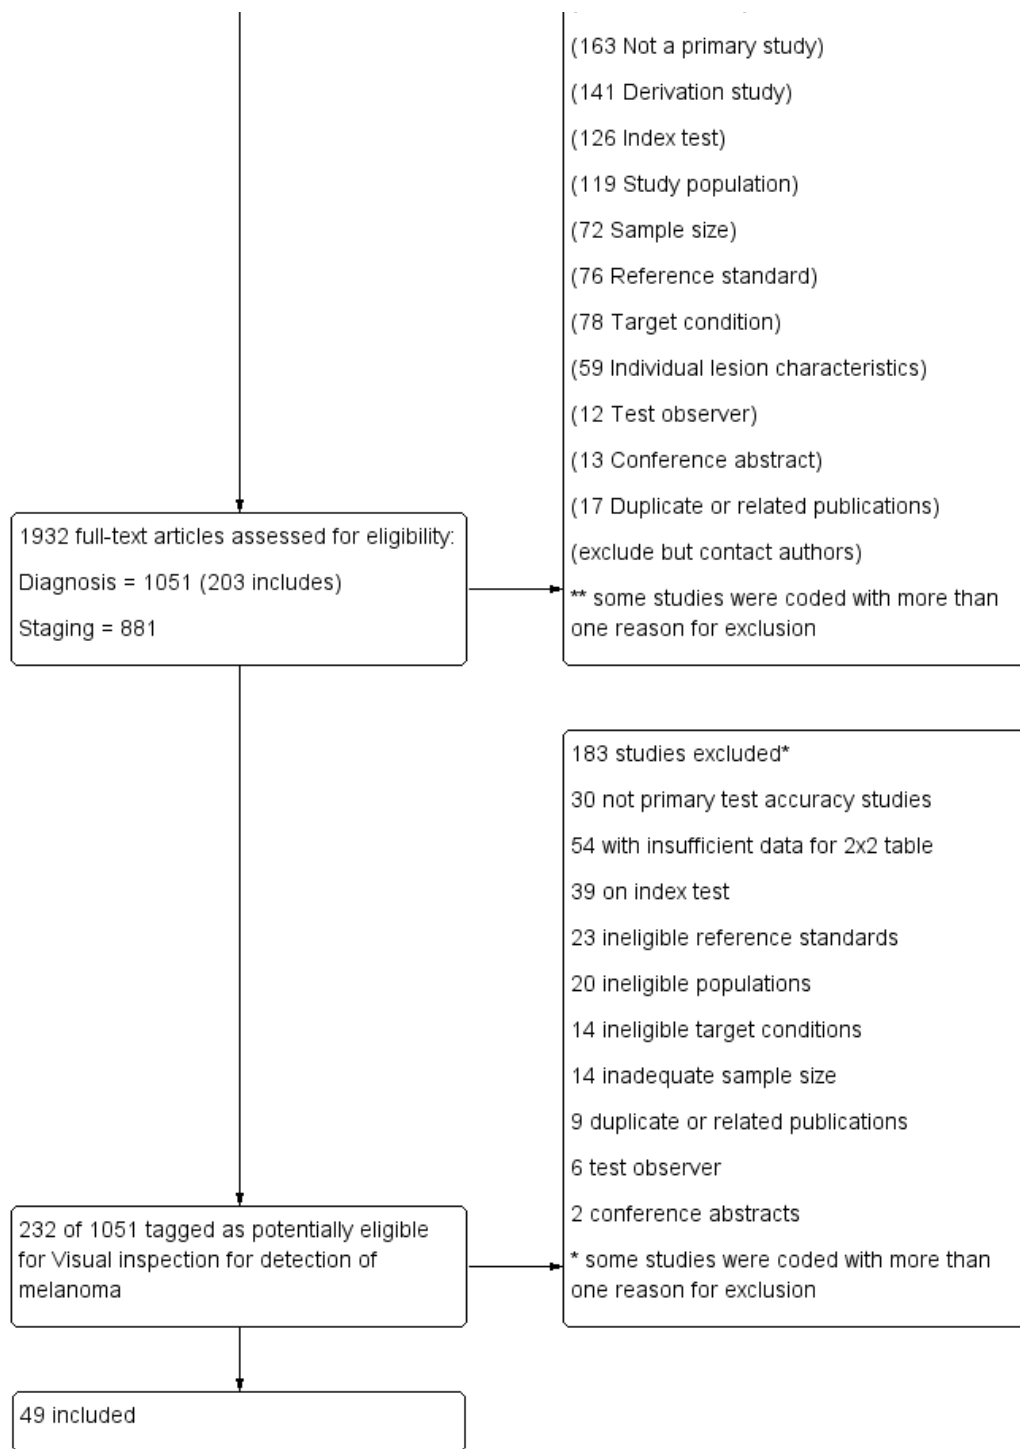 (163 Not a primary study)
(141 Derivation study)
(126 Index test)
(119 Study population)
(72 Sample size)
(76 Reference standard)
(78 Target condition)
(59 Individual lesion characteristics)
(12 Test observer)
(13 Conference abstract)
(17 Duplicate or related publications)
(exclude but contact authors)
** some studies were coded with more than
one reason for exclusion
1932 full-text articles assessed for eligibility:
Diagnosis = 1051 (203 includes)
Staging = 881
183 studies excluded*
30 not primary test accuracy studies
54 with insufficient data for 2x2 table
39 on index test
23 ineligible reference standards
20 ineligible populations
14 ineligible target conditions
14 inadequate sample size
9 duplicate or related publications
6 test observer
2 conference abstracts
* some studies were coded with more than
one reason for exclusion
232 of 1051 tagged as potentially eligible
for Visual inspection for detection of
melanoma
49 included